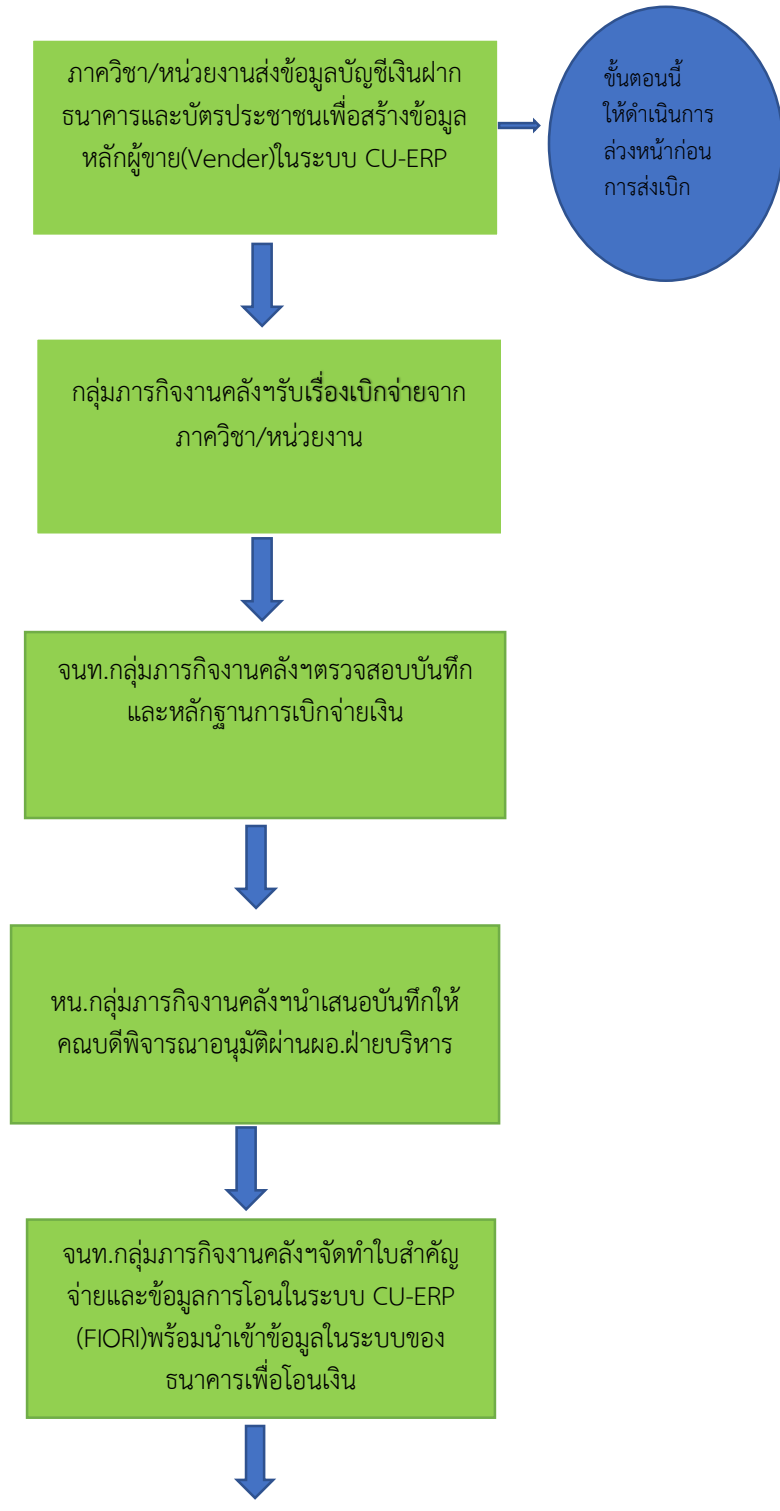 ภาควิชา/หน่วยงานส่งข้อมูลบัญชีเงินฝาก
ธนาคารและบัตรประชาชนเพื่อสร้างข้อมูล
หลักผู้ขาย(Vender)ในระบบ CU-ERP
ขั้นตอนนี้
ให้ดำเนินการ
ล่วงหน้าก่อน
การส่งเบิก
กลุ่มภารกิจงานคลังฯรับเรื่องเบิกจ่ายจาก
ภาควิชา/หน่วยงาน
จนท.กลุ่มภารกิจงานคลังฯตรวจสอบบันทึก
และหลักฐานการเบิกจ่ายเงิน
หน.กลุ่มภารกิจงานคลังฯนำเสนอบันทึกให้
คณบดีพิจารณาอนุมัติผ่านผอ.ฝ่ายบริหาร
จนท.กลุ่มภารกิจงานคลังฯจัดทำใบสำคัญ
จ่ายและข้อมูลการโอนในระบบ CU-ERP
(FIORI)พร้อมนำเข้าข้อมูลในระบบของ
ธนาคารเพื่อโอนเงิน